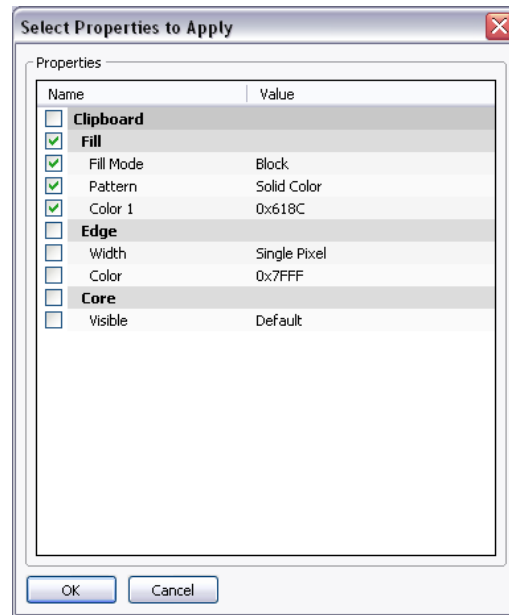 Select Properties to Apply
Properties
Name Value
Clipboard
Fill
Fill Mode Block
Pattern Solid Color
Color 1 0x618C
Edge
Width Single Pixel
Color 0x7FFF
Core
Visible Default
OK Cancel